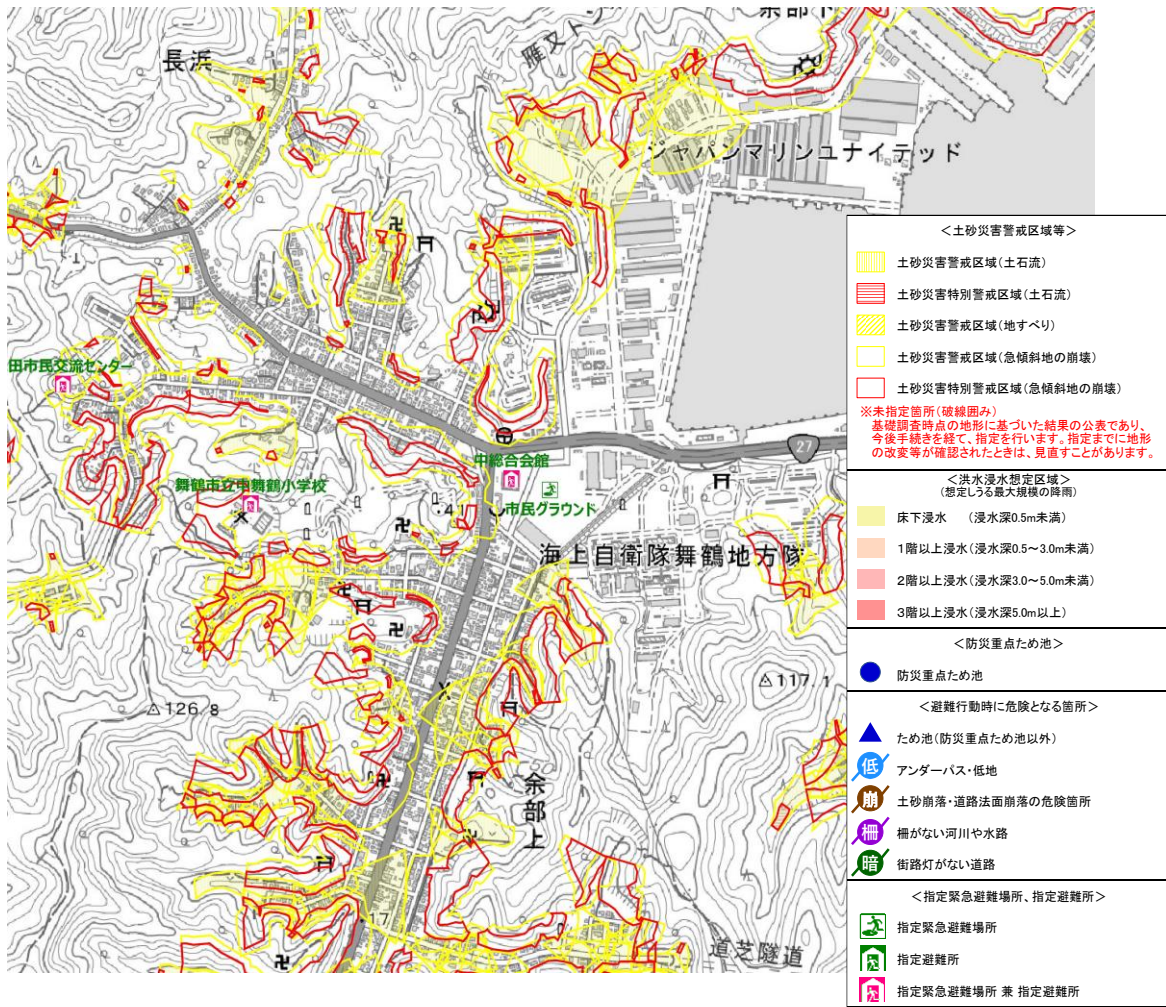 長浜
雁又ト
余部下
ジャパンマリンユナイテッド
田市民交流センター
中総合会館
舞鶴市立中舞鶴小学校
市民グラウンド
・41
27
海上自衛隊舞鶴地方隊
△117.1
△126.8
余部上
・17
道芝隧道
＜土砂災害警戒区域等＞
土砂災害警戒区域(土石流)
土砂災害特別警戒区域(土石流)
土砂災害警戒区域(地すべり)
土砂災害警戒区域(急傾斜地の崩壊)
土砂災害特別警戒区域(急傾斜地の崩壊)
※未指定箇所(破線囲み)
基礎調査時点の地形に基づいた結果の公表であり、
今後手続きを経て、指定を行います。指定までに地形
の改変等が確認されたときは、見直すことがあります。
＜洪水浸水想定区域＞
(想定しうる最大規模の降雨)
床下浸水 (浸水深0.5m未満)
1階以上浸水(浸水深0.5～3.0m未満)
2階以上浸水(浸水深3.0～5.0m未満)
3階以上浸水(浸水深5.0m以上)
＜防災重点ため池＞
防災重点ため池
＜避難行動時に危険となる箇所＞
ため池(防災重点ため池以外)
低 アンダーパス・低地
崩 土砂崩落・道路法面崩落の危険箇所
柵 柵がない河川や水路
暗 街路灯がない道路
＜指定緊急避難場所、指定避難所＞
指定緊急避難場所
指定避難所
指定緊急避難場所 兼 指定避難所